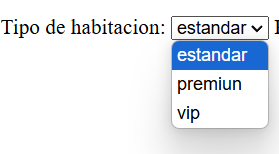 Tipo de habitacion: estandar
estandar
premiun
vip